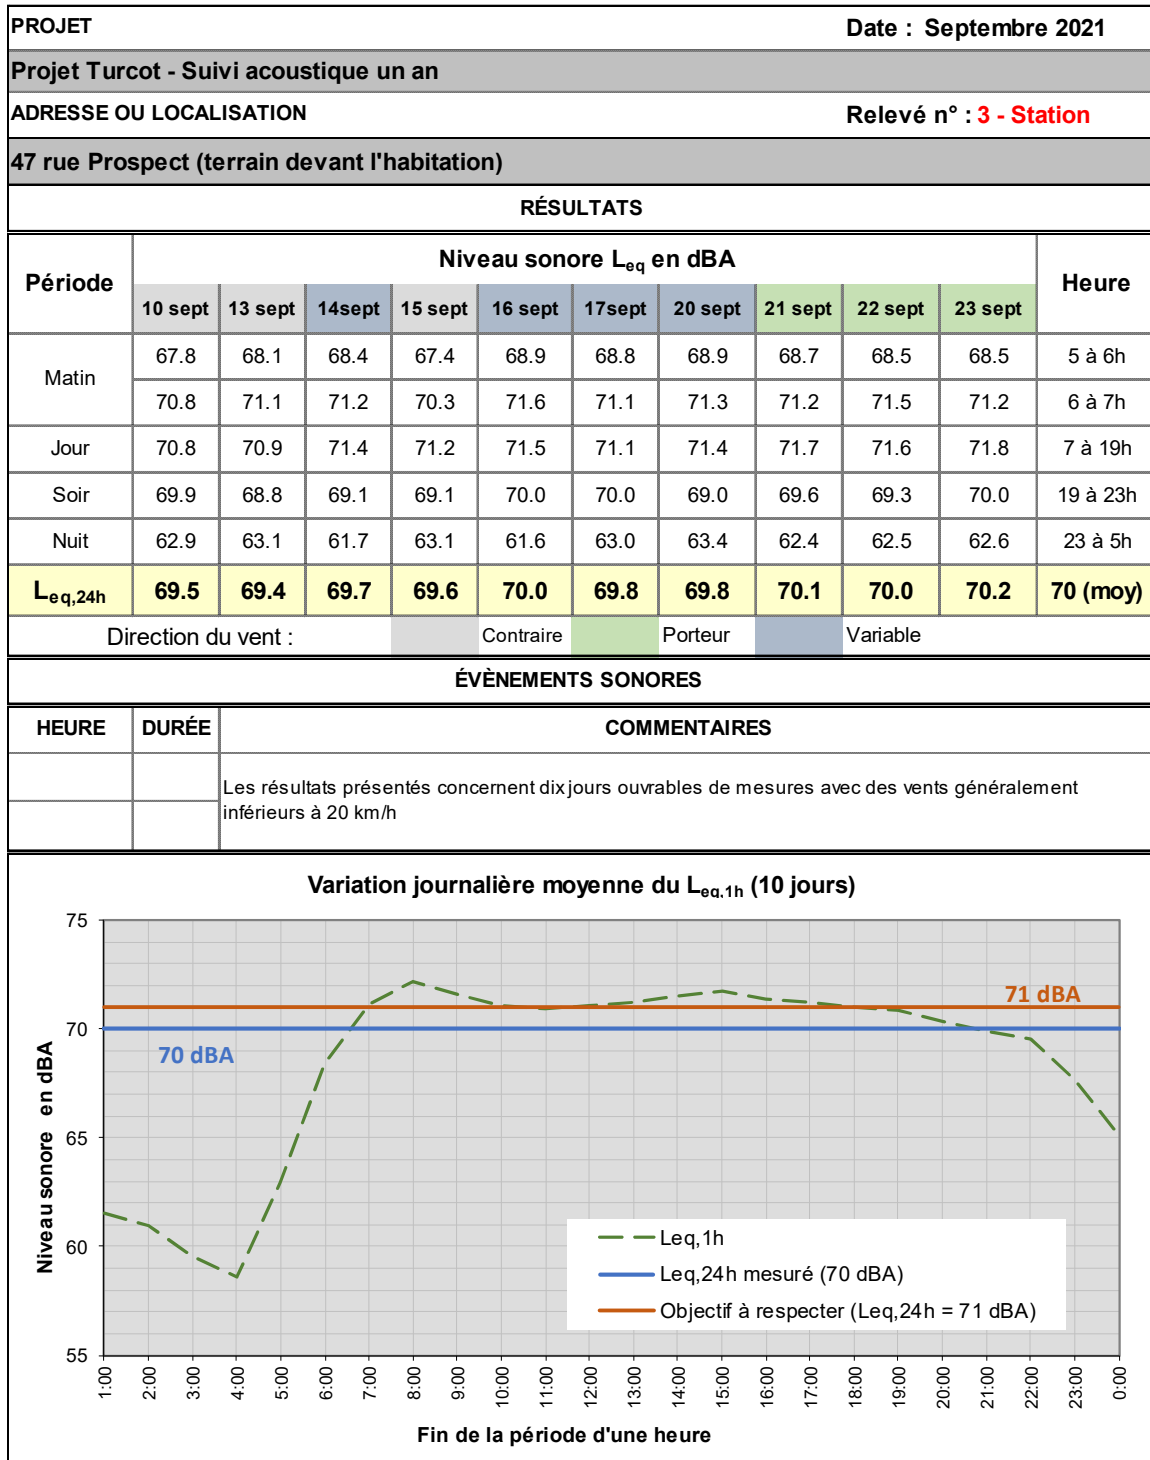 PROJET Date : Septembre 2021
Projet Turcot - Suivi acoustique un an
ADRESSE OU LOCALISATION Relevé n° : 3 - Station
47 rue Prospect (terrain devant l'habitation)
RÉSULTATS
Période Niveau sonore Leq en dBA Heure
10 sept 13 sept 14sept 15 sept 16 sept 17sept 20 sept 21 sept 22 sept 23 sept
Matin 67.8 68.1 68.4 67.4 68.9 68.8 68.9 68.7 68.5 68.5 5 à 6h
70.8 71.1 71.2 70.3 71.6 71.1 71.3 71.2 71.5 71.2 6 à 7h
Jour 70.8 70.9 71.4 71.2 71.5 71.1 71.4 71.7 71.6 71.8 7 à 19h
Soir 69.9 68.8 69.1 69.1 70.0 70.0 69.0 69.6 69.3 70.0 19 à 23h
Nuit 62.9 63.1 61.7 63.1 61.6 63.0 63.4 62.4 62.5 62.6 23 à 5h
Leq,24h 69.5 69.4 69.7 69.6 70.0 69.8 69.8 70.1 70.0 70.2 70 (moy)
Direction du vent : Contraire Porteur Variable
ÉVÈNEMENTS SONORES
HEURE DURÉE COMMENTAIRES
Les résultats présentés concernent dix jours ouvrables de mesures avec des vents généralement
inférieurs à 20 km/h
Variation journalière moyenne du Leq,1h (10 jours)
75
71 dBA
70
70 dBA
65
60
55
Niveau sonore en dBA
Leq,1h
Leq,24h mesuré (70 dBA)
Objectif à respecter (Leq,24h = 71 dBA)
1:00 2:00 3:00 4:00 5:00 6:00 7:00 8:00 9:00 10:00 11:00 12:00 13:00 14:00 15:00 16:00 17:00 18:00 19:00 20:00 21:00 22:00 23:00 0:00
Fin de la période d'une heure